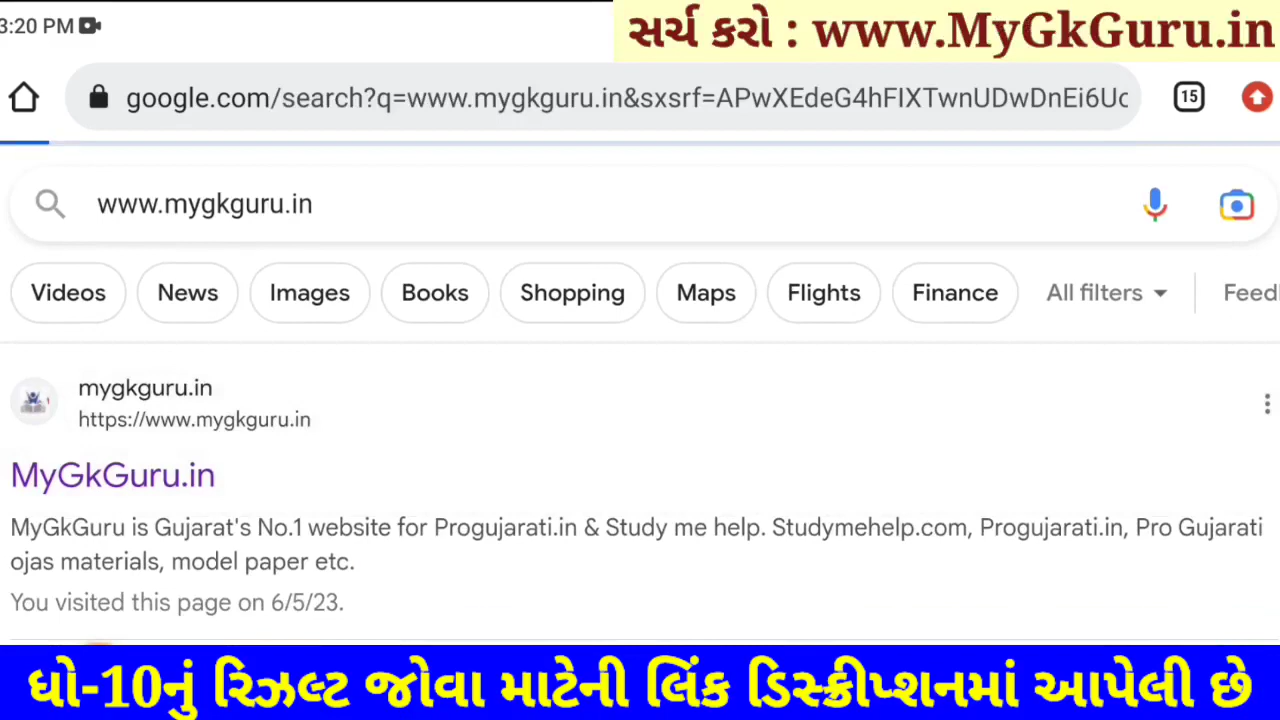 3:20 PM
સર્ચ કરો : www.MyGkGuru.in
google.com/search?q=www.mygkguru.in&sxsrf=APwXEdeG4hFIXTwnUDwDnEi6Uc
15
www.mygkguru.in
Videos News Images Books Shopping Maps Flights Finance All filters Feed
mygkguru.in
https://www.mygkguru.in
MyGkGuru.in
MyGkGuru is Gujarat's No.1 website for Progujarati.in & Study me help. Studymehelp.com, Progujarati.in, Pro Gujarati
ojas materials, model paper etc.
You visited this page on 6/5/23.
ધો-10નું રિઝલ્ટ જોવા માટેની લિંક ડિસ્ક્રીપ્શનમાં આપેલી છે